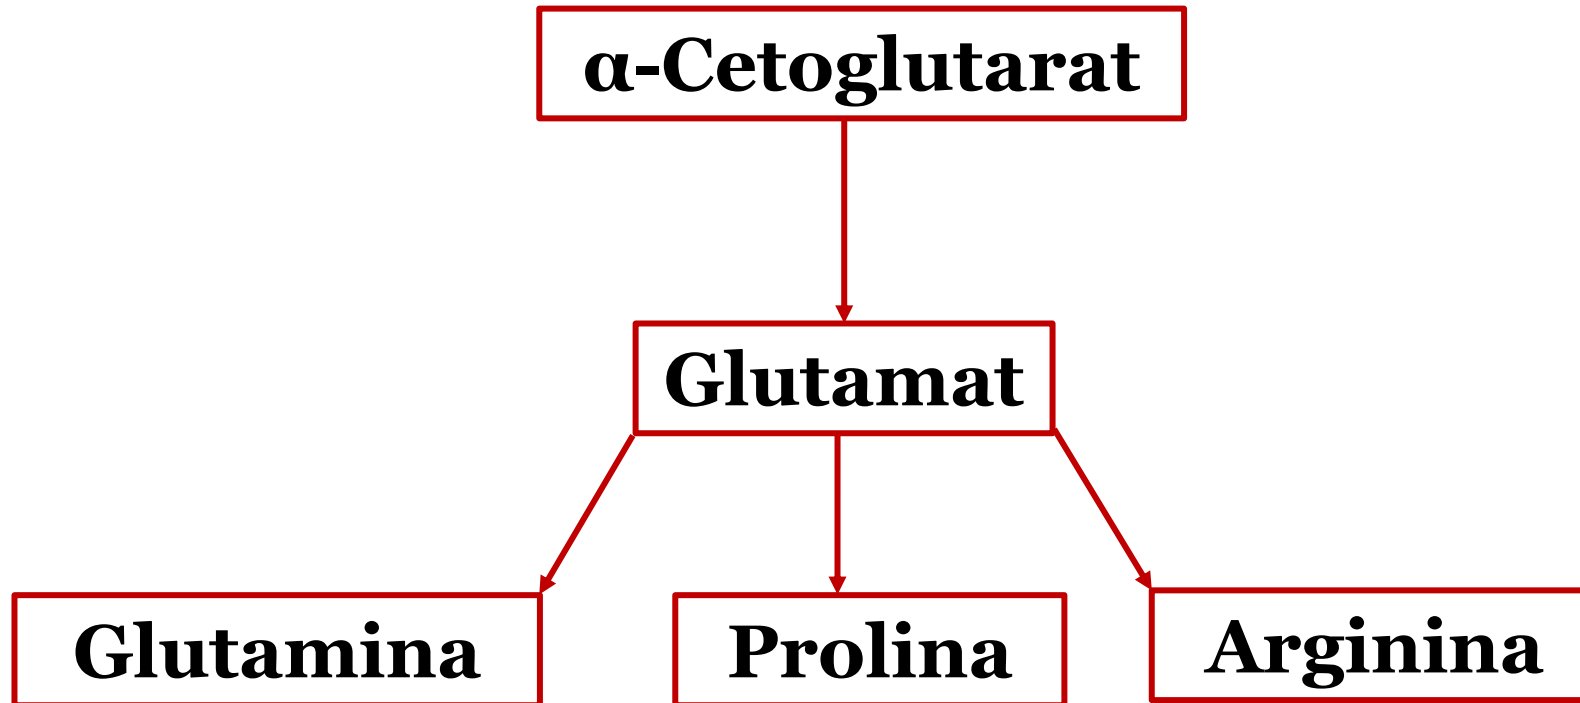 α-Cetoglutarat
Glutamat
Glutamina
Prolina
Arginina